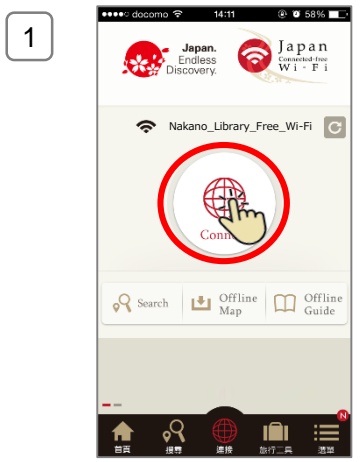 1
docomo 14:11 58%
Japan.
Endless
Discovery.
Japan
Connected-free
Wi-Fi
Nakano_Library_Free_Wi-Fi
Search
Offline
Map
Offline
Guide
N
首頁 搜尋 連接 旅行工具 選單